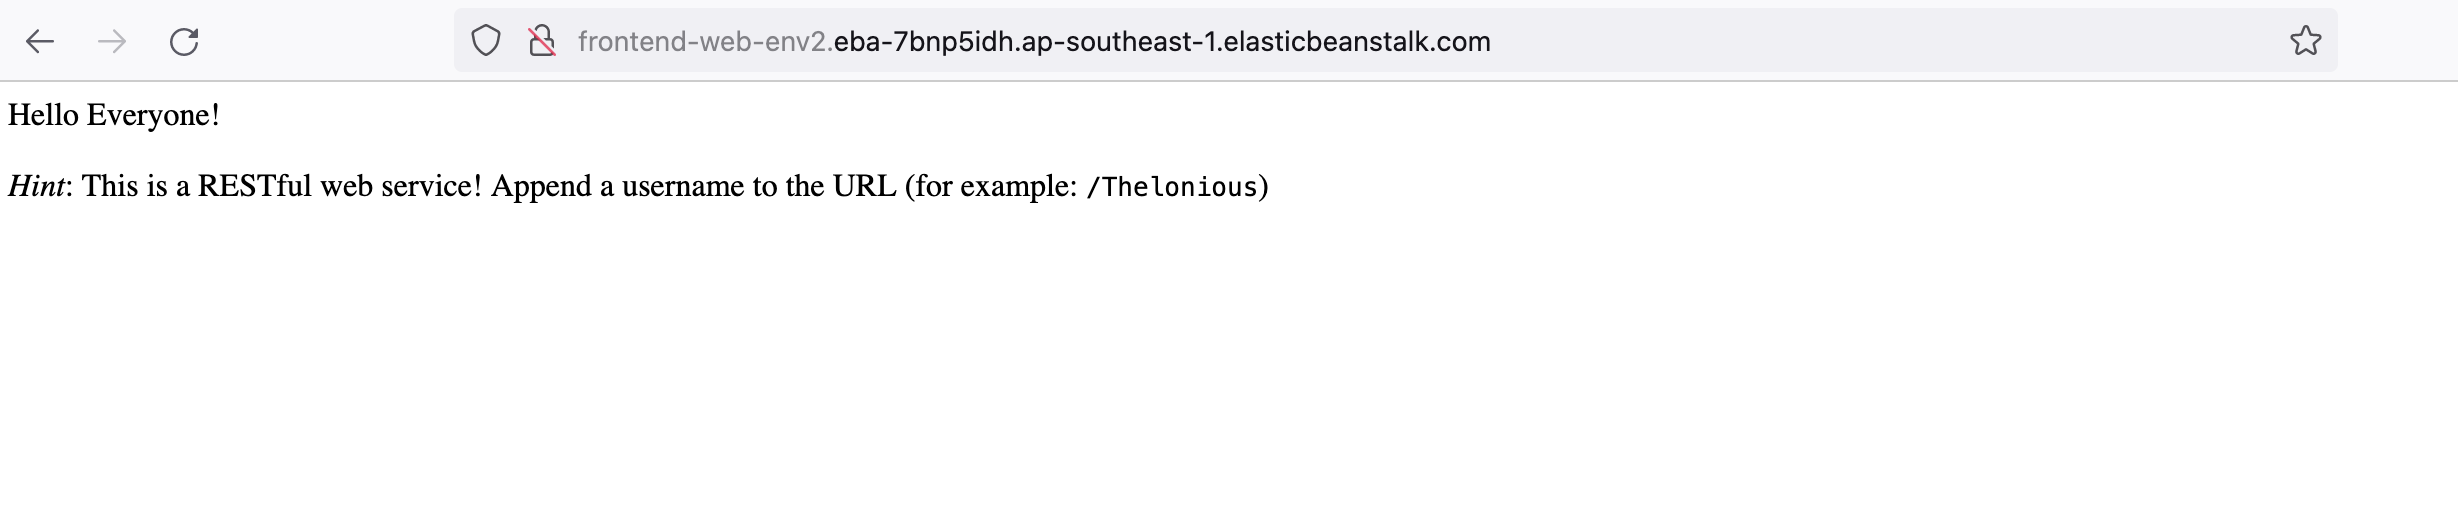 frontend-web-env2.eba-7bnp5idh.ap-southeast-1.elasticbeanstalk.com
Hello Everyone!
Hint: This is a RESTful web service! Append a username to the URL (for example: /Thelonious)